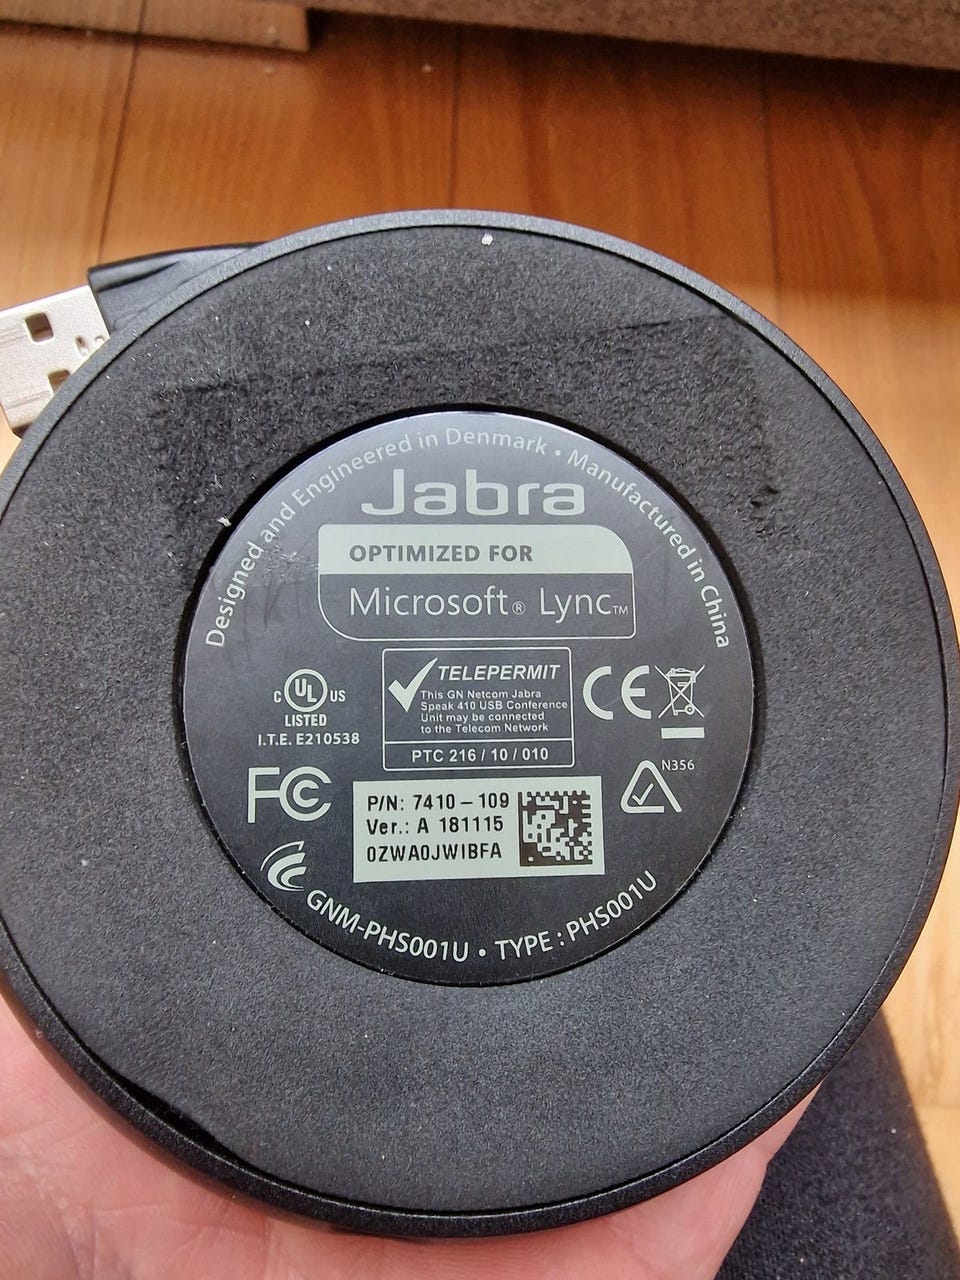 Designed and Engineered in Denmark • Manufactured in China
Jabra
OPTIMIZED FOR
Microsoft® Lync™
TELEPERMIT
This GN Netcom Jabra
Speak 410 USB Conference
Unit may be connected
to the Telecom Network
PTC 216 / 10 / 010
C UL US
LISTED
I.T.E. E210538
CE
FC
N356
P/N: 7410-109
Ver.: A 181115
0ZWA0JWIBFA
GNM-PHS001U • TYPE : PHS001U